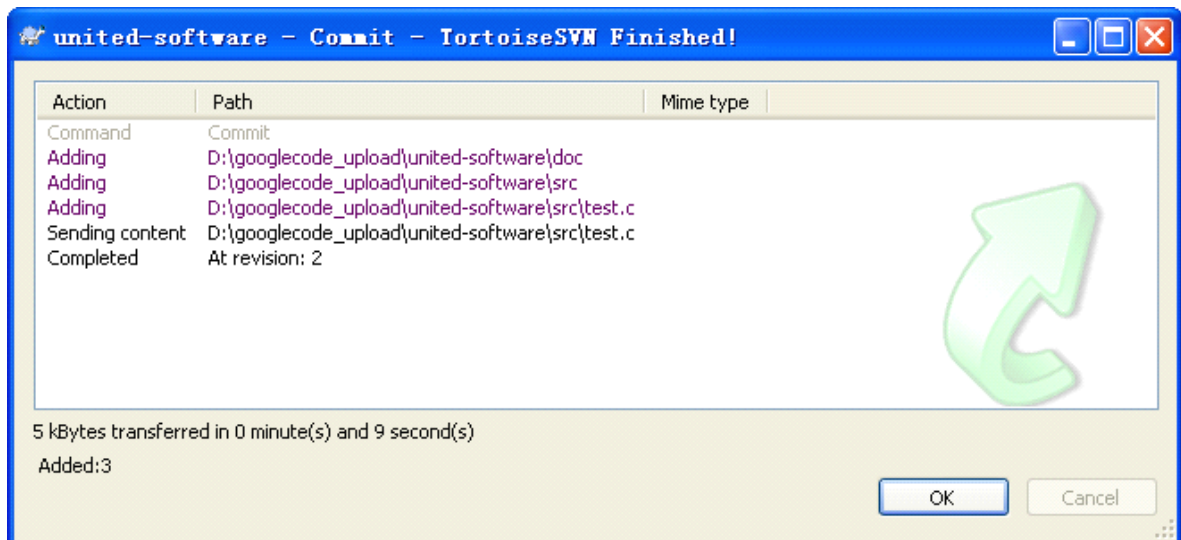 united-software - Commit - TortoiseSVN Finished!
Action Path Mime type
Command Commit
Adding D:\googlecode_upload\united-software\doc
Adding D:\googlecode_upload\united-software\src
Adding D:\googlecode_upload\united-software\src\test.c
Sending content D:\googlecode_upload\united-software\src\test.c
Completed At revision: 2
5 kBytes transferred in 0 minute(s) and 9 second(s)
Added:3
OK Cancel